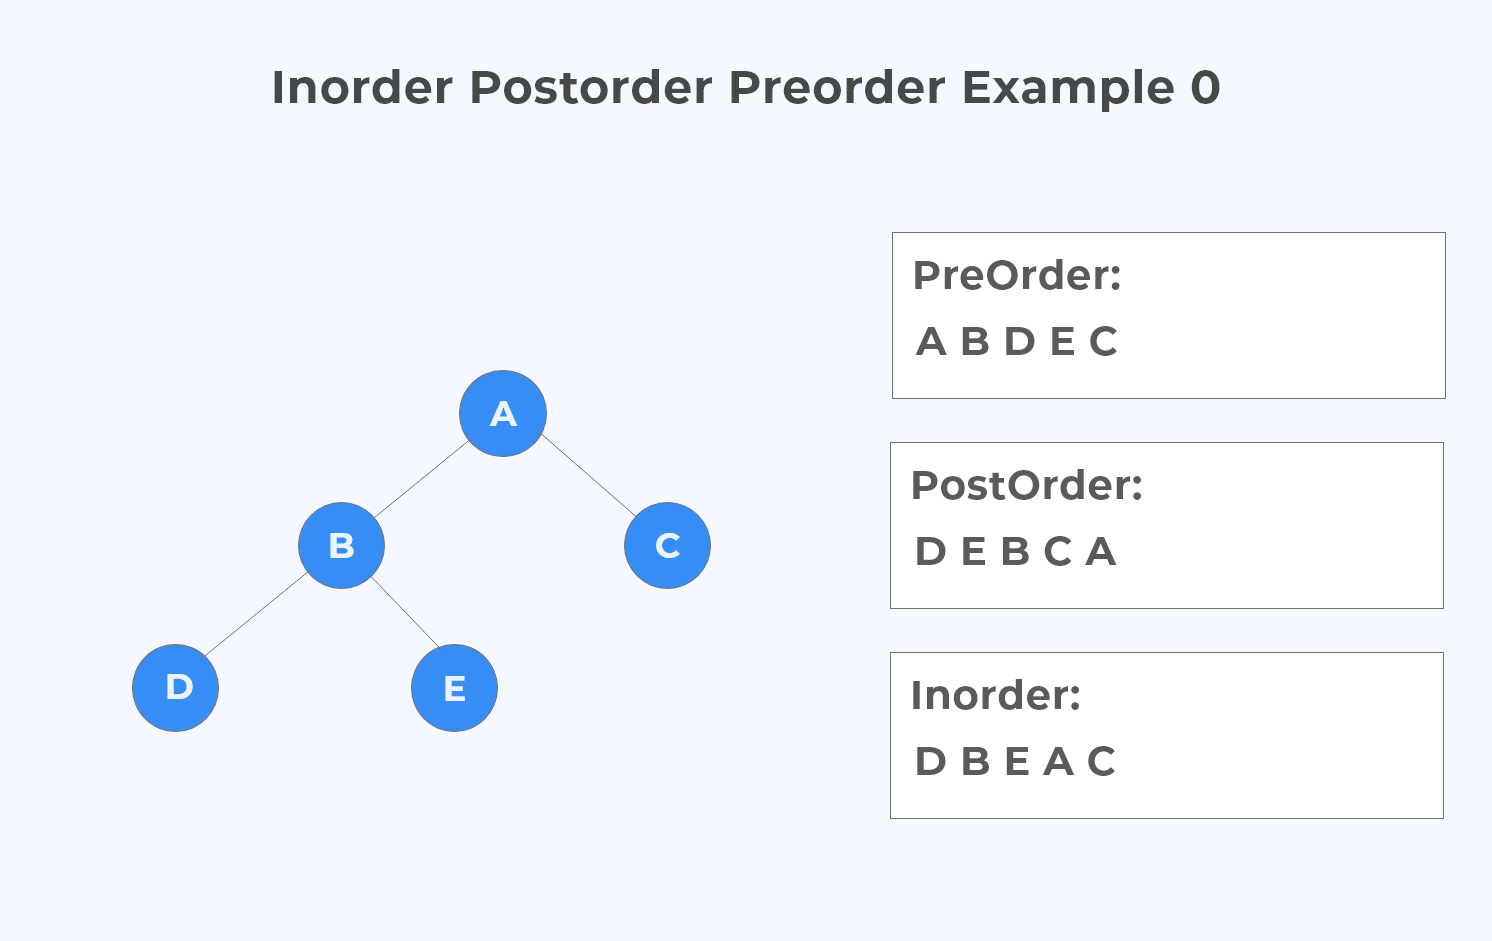 Inorder Postorder Preorder Example 0
A
B
C
D
E
PreOrder:
A B D E C
PostOrder:
D E B C A
Inorder:
D B E A C